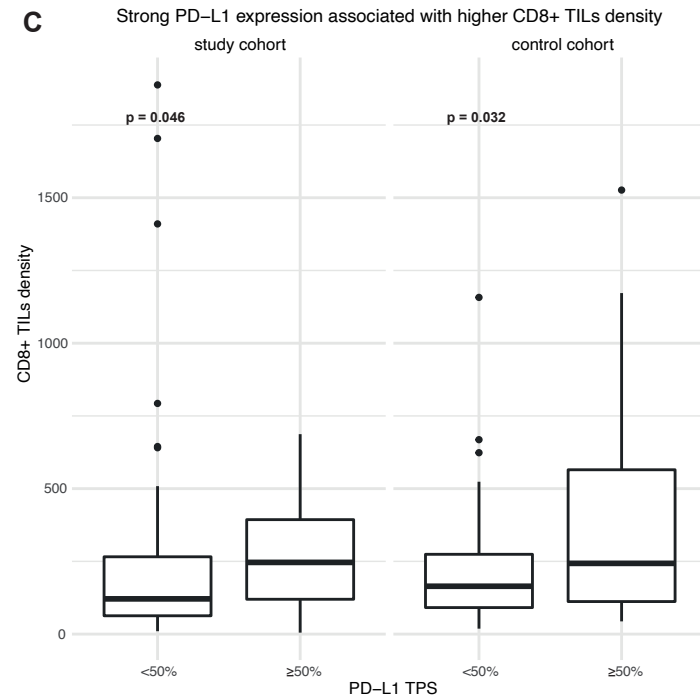 C
Strong PD–L1 expression associated with higher CD8+ TILs density
study cohort control cohort
p = 0.046 p = 0.032
CD8+ TILs density
1500
1000
500
0
<50% ≥50% <50% ≥50%
PD–L1 TPS